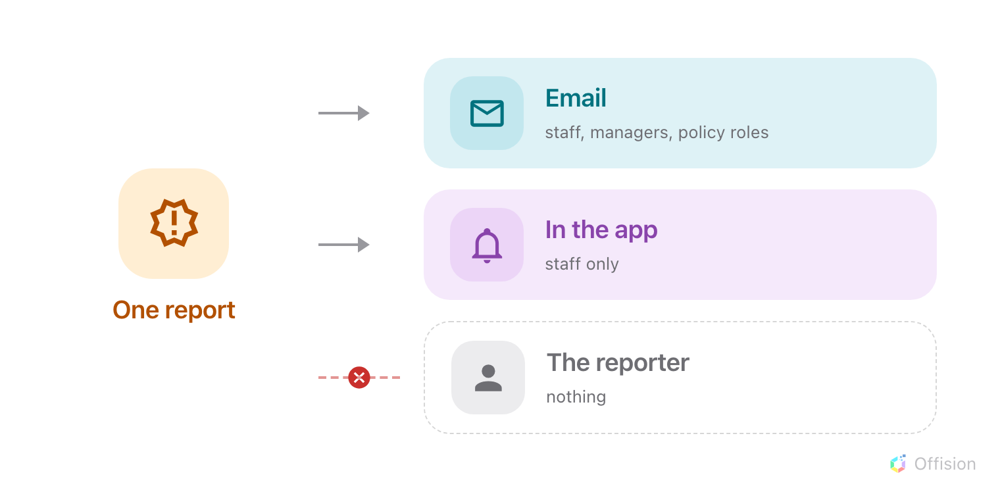 One report
Email
staff, managers, policy roles
In the app
staff only
The reporter
nothing
Offision